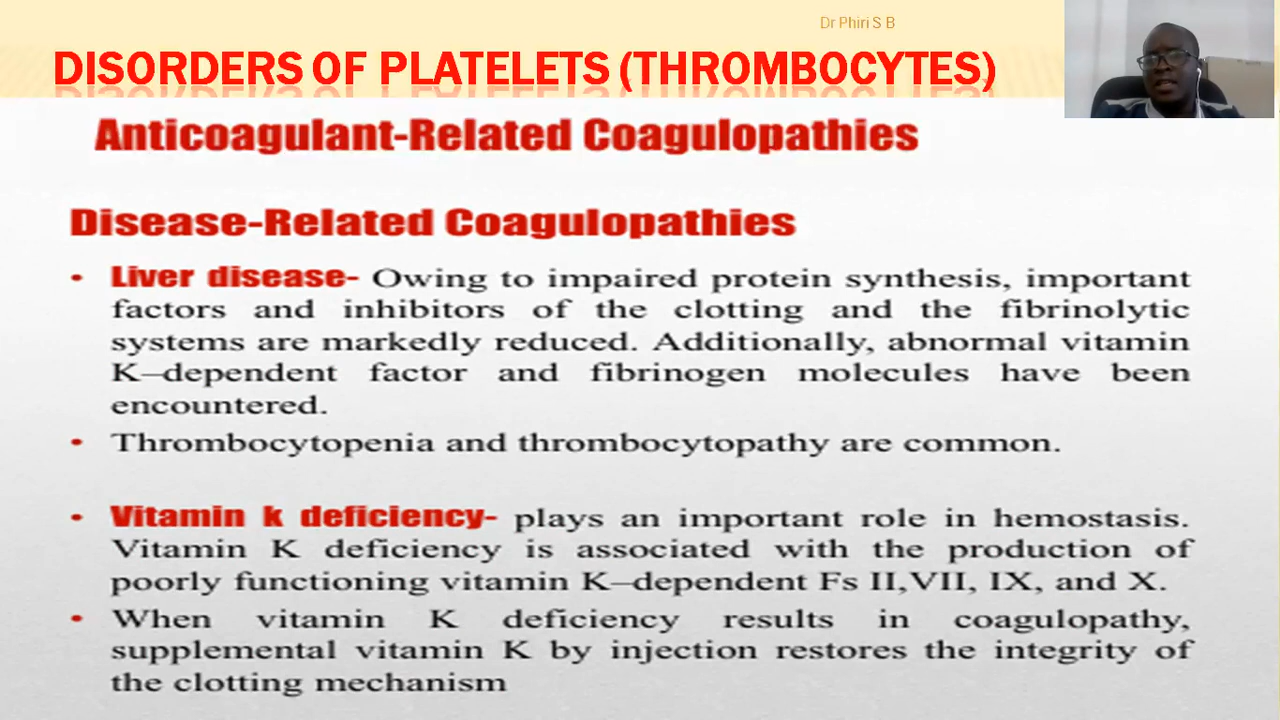 Dr Phiri S B
DISORDERS OF PLATELETS (THROMBOCYTES)
Anticoagulant-Related Coagulopathies
Disease-Related Coagulopathies
• Liver disease- Owing to impaired protein synthesis, important
factors and inhibitors of the clotting and the fibrinolytic
systems are markedly reduced. Additionally, abnormal vitamin
K–dependent factor and fibrinogen molecules have been
encountered.
• Thrombocytopenia and thrombocytopathy are common.
• Vitamin k deficiency- plays an important role in hemostasis.
Vitamin K deficiency is associated with the production of
poorly functioning vitamin K–dependent Fs II,VII, IX, and X.
• When vitamin K deficiency results in coagulopathy,
supplemental vitamin K by injection restores the integrity of
the clotting mechanism